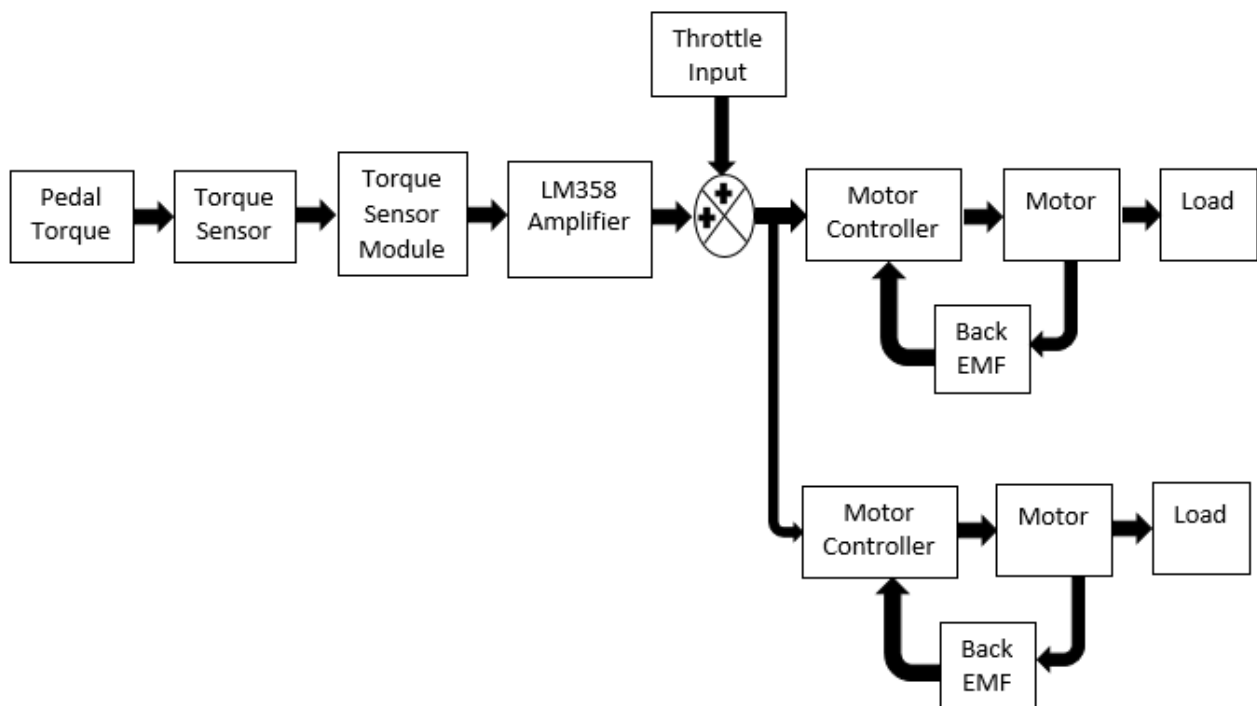 Throttle
Input
Pedal
Torque
Torque
Sensor
Torque
Sensor
Module
LM358
Amplifier
Motor
Controller
Motor
Load
Back
EMF
Motor
Controller
Motor
Load
Back
EMF